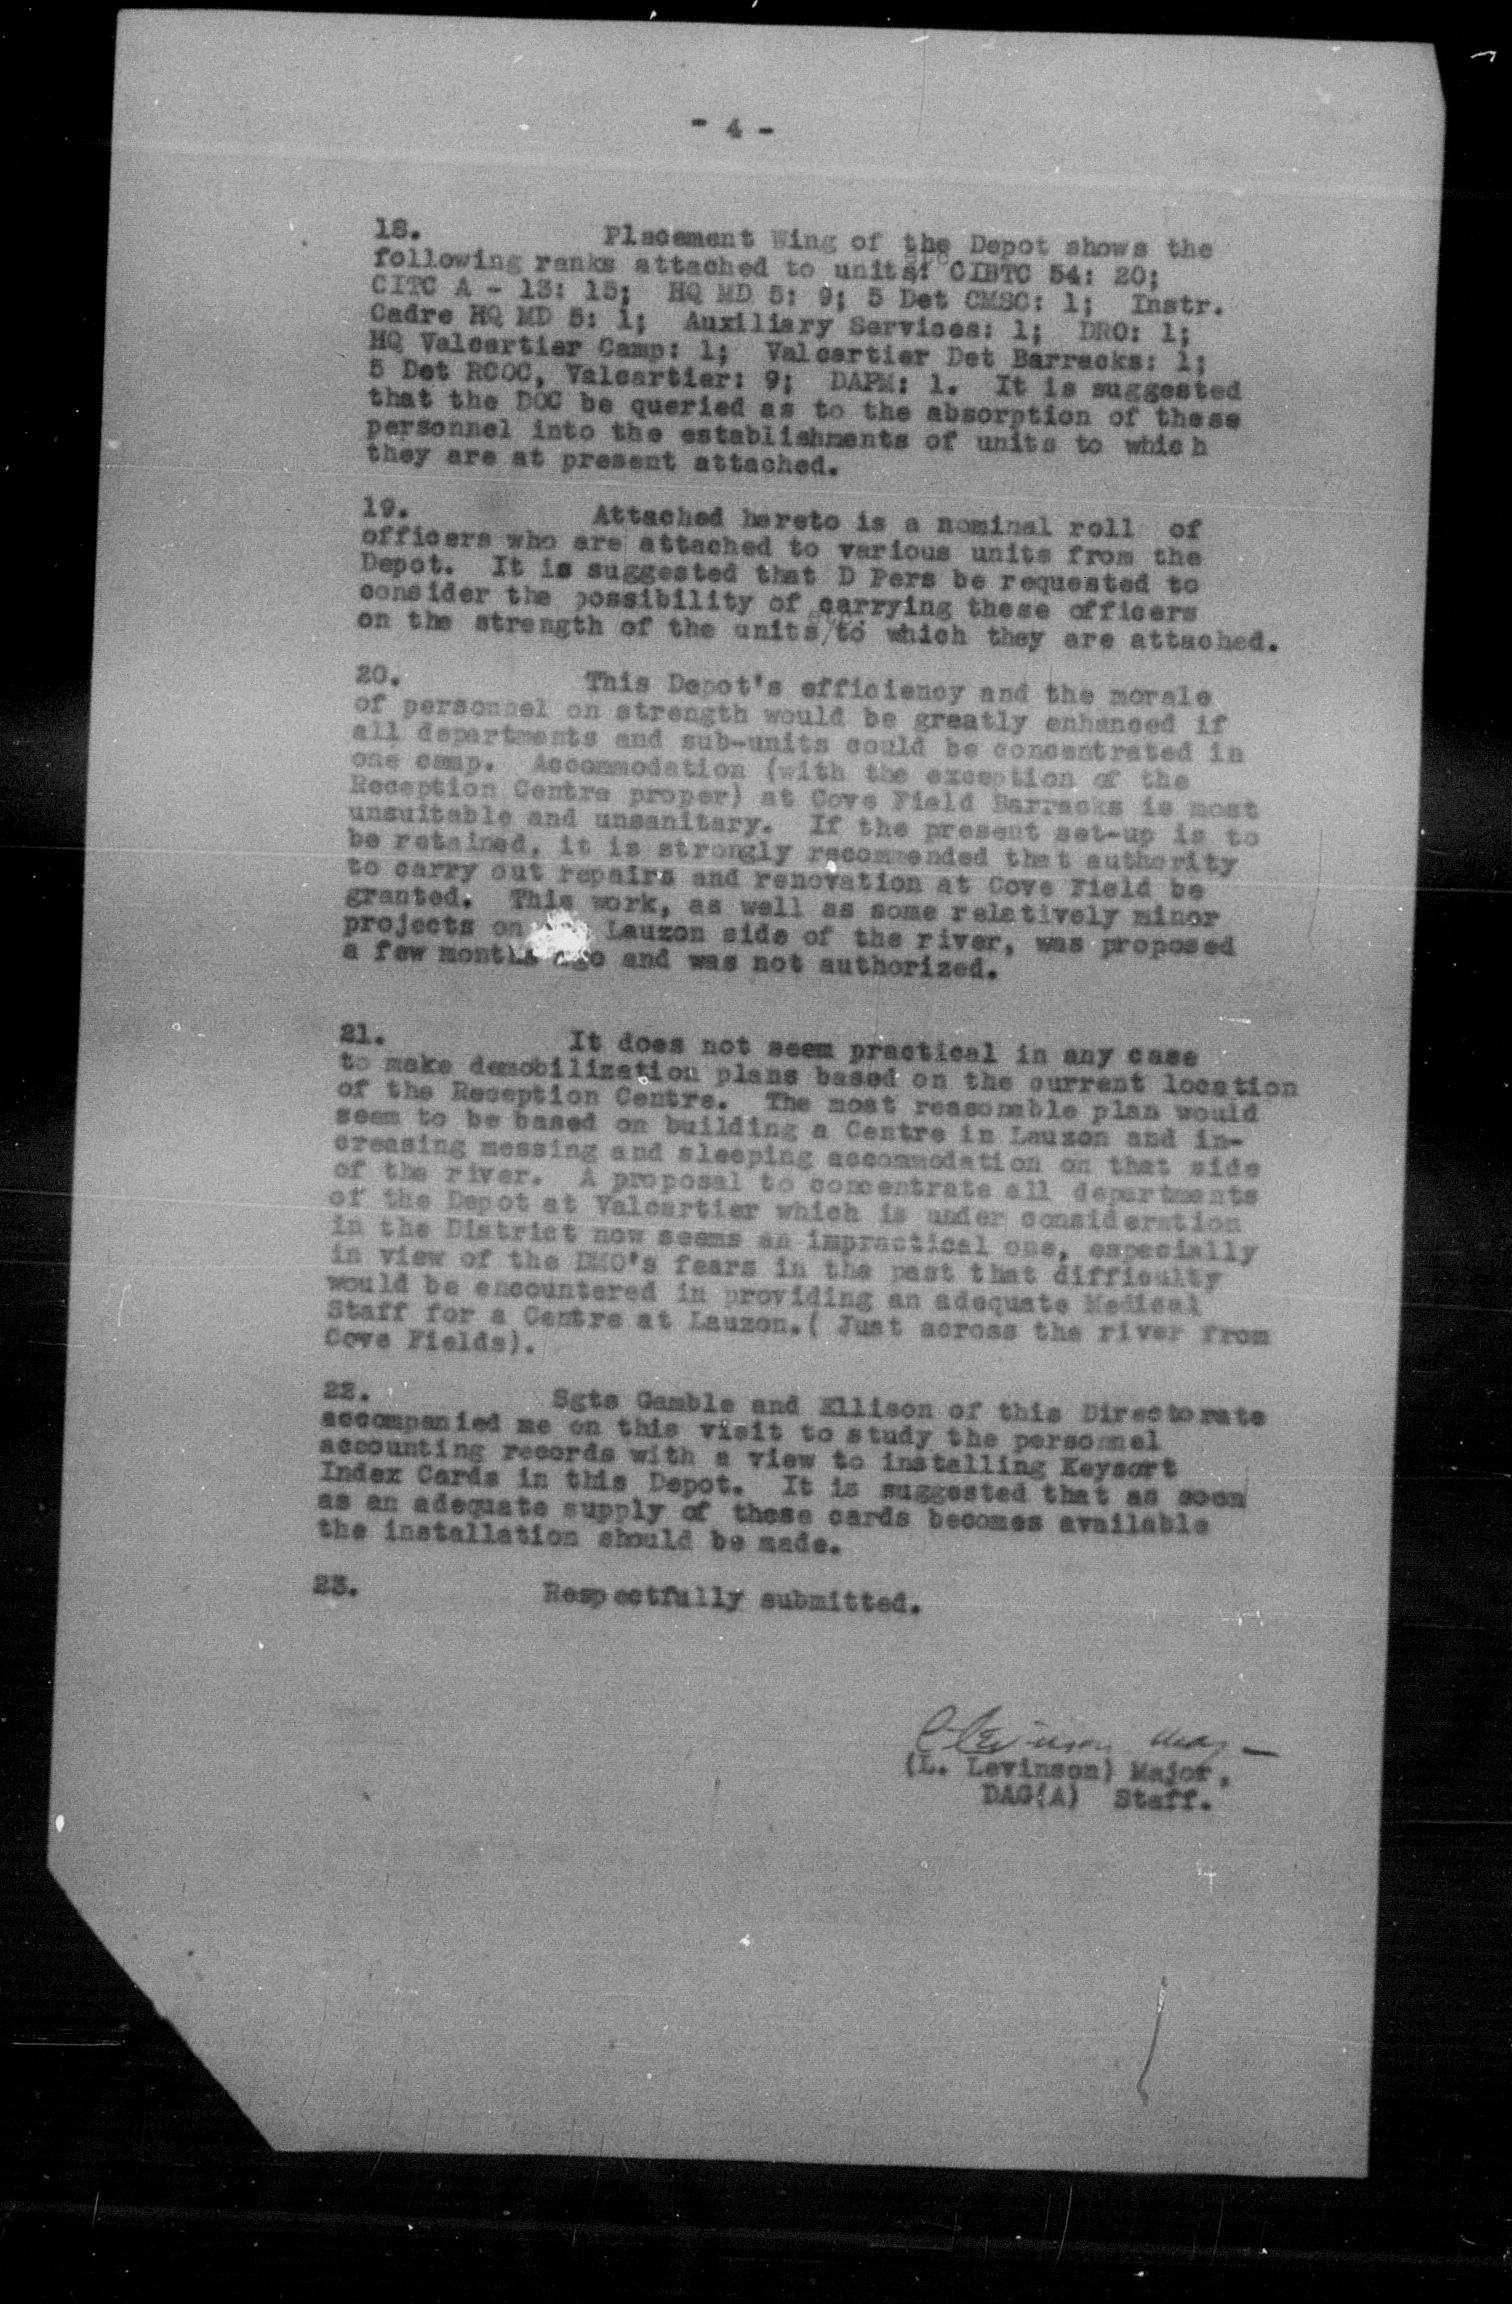 - 4 -
18. Placement Wing of the Depot shows the
following ranks attached to units: CIBTC 54: 20;
CITC A - 13: 15; HQ MD 5: 9; 5 Det CMSC: 1; Instr.
Cadre HQ MD 5: 1; Auxiliary Services: 1; DRO: 1;
HQ Valcartier Camp: 1; Valcartier Det Barracks: 1;
5 Det RCOC, Valcartier: 9; DAPM: 1. It is suggested
that the DOC be queried as to the absorption of these
personnel into the establishments of units to which
they are at present attached.
19. Attached hereto is a nominal roll of
officers who are attached to various units from the
Depot. It is suggested that D Pers be requested to
consider the possibility of carrying these officers
on the strength of the units to which they are attached.
20. This Depot's efficiency and the morale
of personnel on strength would be greatly enhanced if
all departments and sub-units could be concentrated in
one camp. Accommodation (with the exception of the
Reception Centre proper) at Cove Field Barracks is most
unsuitable and unsanitary. If the present set-up is to
be retained, it is strongly recommended that authority
to carry out repairs and renovation at Cove Field be
granted. This work, as well as some relatively minor
projects on Lauzon side of the river, was proposed
a few months ago and was not authorized.
21. It does not seem practical in any case
to make demobilization plans based on the current location
of the Reception Centre. The most reasonable plan would
seem to be based on building a Centre in Lauzon and in-
creasing messing and sleeping accommodation on that side
of the river. A proposal to concentrate all departments
of the Depot at Valcartier which is under consideration
in the District now seems an impractical one, especially
in view of the DMO's fears in the past that difficulty
would be encountered in providing an adequate Medical
Staff for a Centre at Lauzon.( Just across the river from
Cove Fields).
22. Sgts Gamble and Ellison of this Directorate
accompanied me on this visit to study the personnel
accounting records with a view to installing Keysort
Index Cards in this Depot. It is suggested that as soon
as an adequate supply of these cards becomes available
the installation should be made.
23. Respectfully submitted.
(L. Levinson) Major,
DAG(A) Staff.